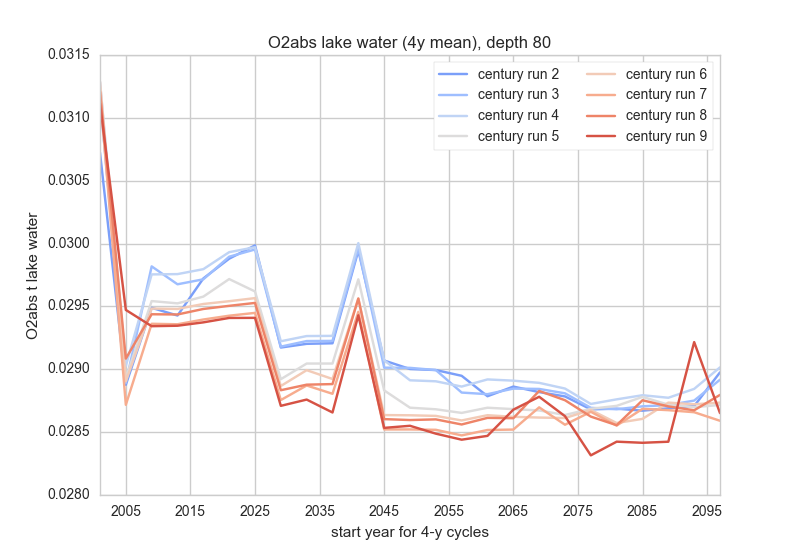 O2abs lake water (4y mean), depth 80
0.0315
0.0310
0.0305
0.0300
0.0295
0.0290
0.0285
0.0280
O2abs t lake water
century run 2
century run 3
century run 4
century run 5
century run 6
century run 7
century run 8
century run 9
2005 2015 2025 2035 2045 2055 2065 2075 2085 2095
start year for 4-y cycles